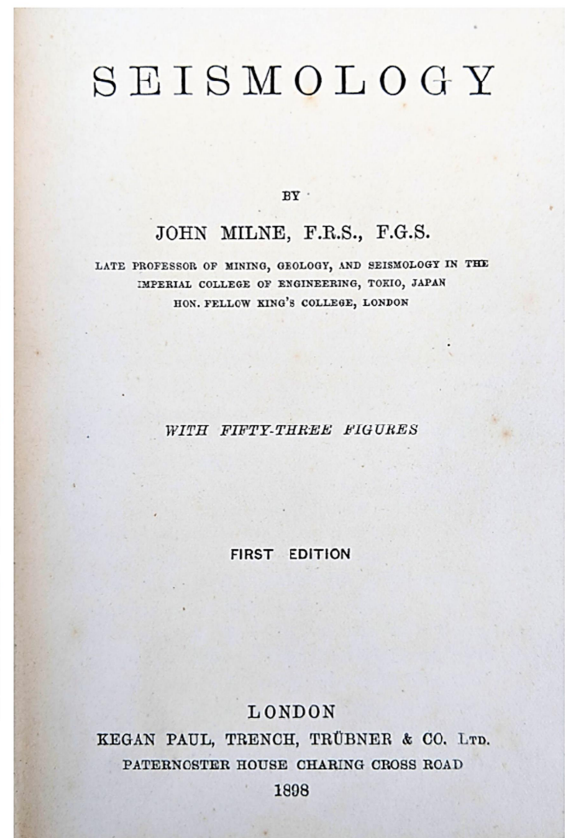 SEISMOLOGY
BY
JOHN MILNE, F.R.S., F.G.S.
LATE PROFESSOR OF MINING, GEOLOGY, AND SEISMOLOGY IN THE
IMPERIAL COLLEGE OF ENGINEERING, TOKIO, JAPAN
HON. FELLOW KING'S COLLEGE, LONDON
WITH FIFTY-THREE FIGURES
FIRST EDITION
LONDON
KEGAN PAUL, TRENCH, TRÜBNER & CO. LTD.
PATERNOSTER HOUSE CHARING CROSS ROAD
1898